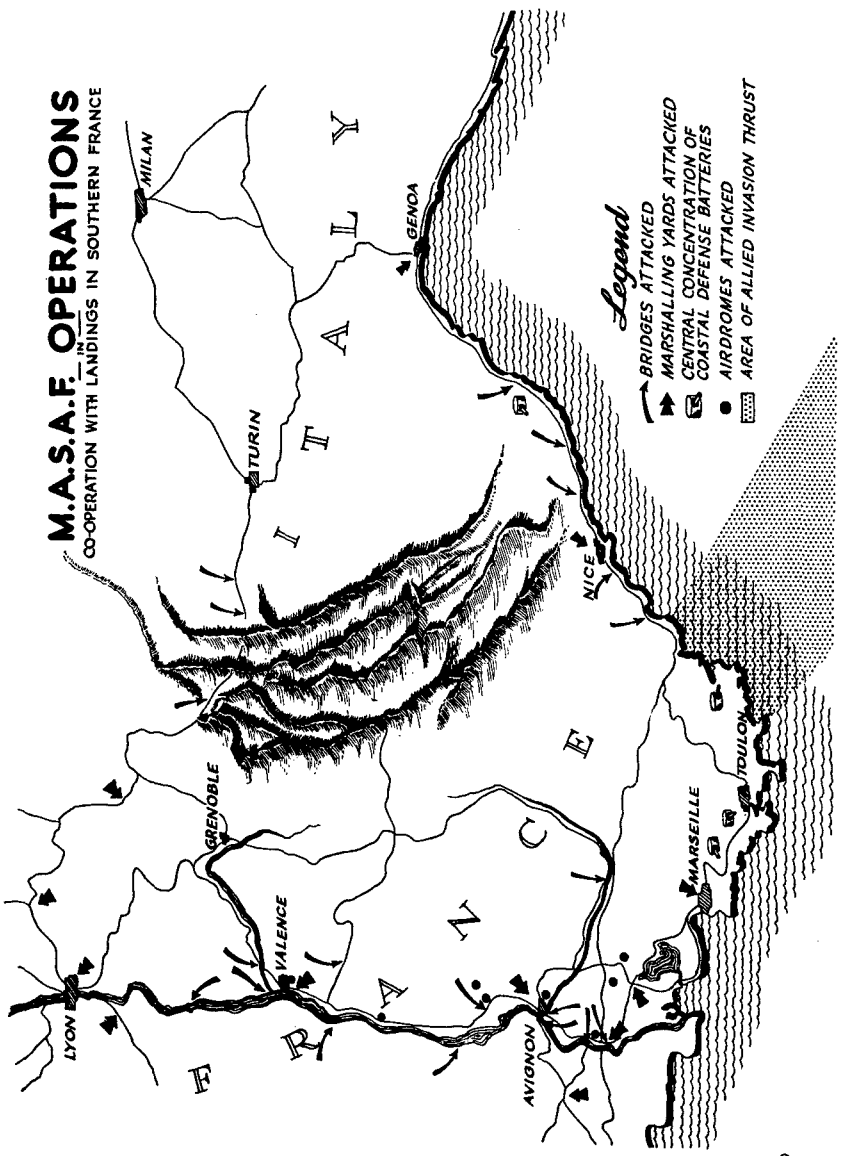 M.A.S.A.F. OPERATIONS
IN
CO-OPERATION WITH LANDINGS IN SOUTHERN FRANCE
MILAN
TURIN
GENOA
ITALY
LYON
GRENOBLE
VALENCE
NICE
FRANCE
AVIGNON
MARSEILLE
TOULON
Legend
BRIDGES ATTACKED
MARSHALLING YARDS ATTACKED
CENTRAL CONCENTRATION OF
COASTAL DEFENSE BATTERIES
AIRDROMES ATTACKED
AREA OF ALLIED INVASION THRUST